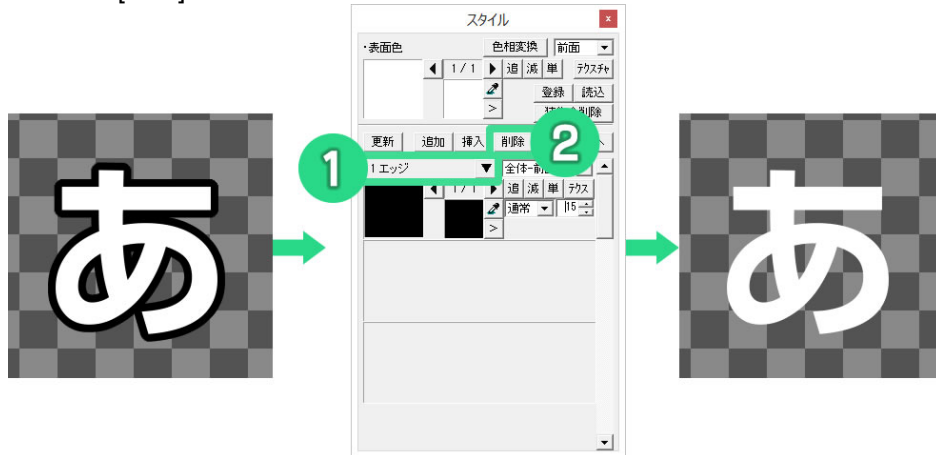 スタイル
・表面色 色相変換 前面
1 / 1 追 減 単 テクスチャ
登録 読込
> 削除
更新 追加 挿入 削除
1 2
1 エッジ 全体-前
1 / 1 追 減 単 テクス
通常 15
>
あ あ